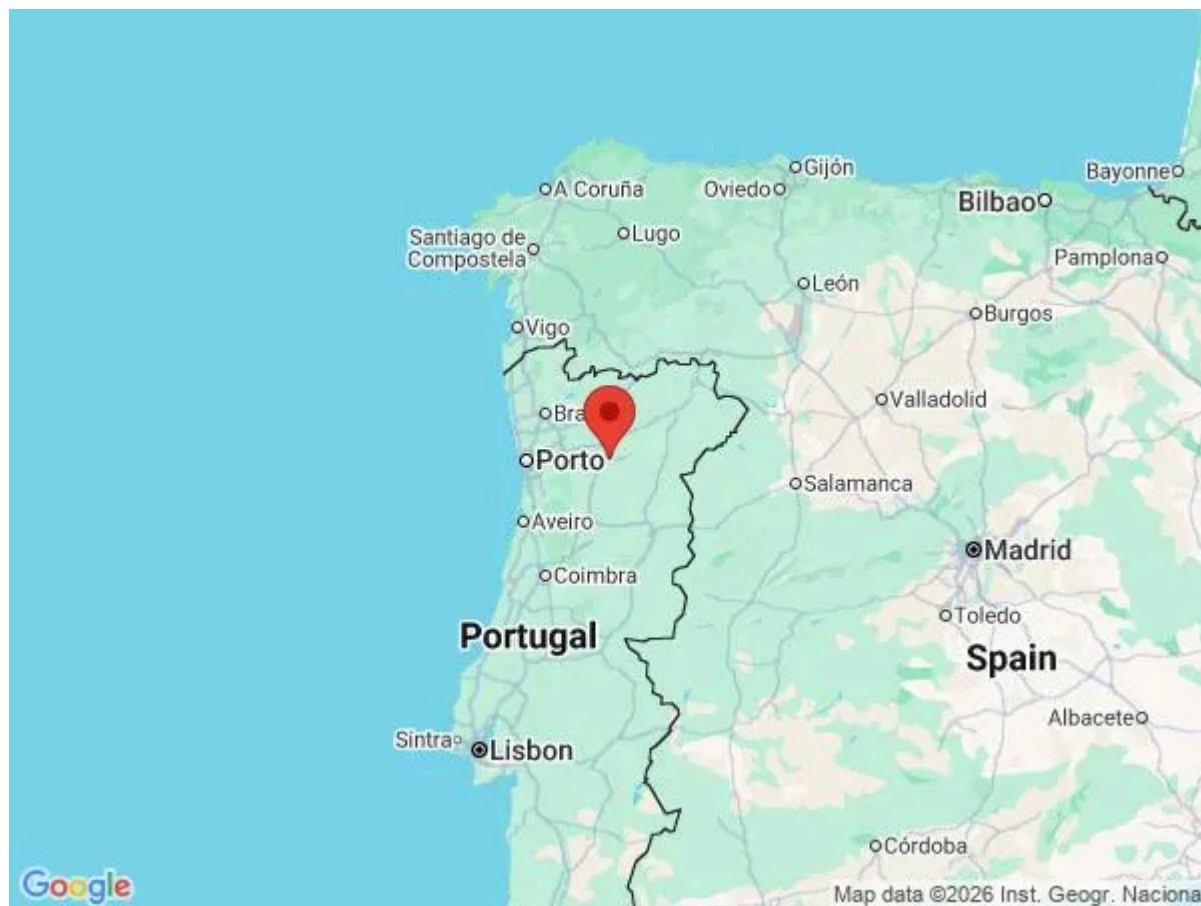 Gijón
Bayonne
A Coruña
Oviedo
Bilbao
Lugo
Santiago de
Compostela
Pamplona
León
Burgos
Vigo
Valladolid
Bra
Porto
Salamanca
Aveiro
Madrid
Coimbra
Toledo
Portugal
Spain
Albacete
Sintra
Lisbon
Córdoba
Google
Map data ©2026 Inst. Geogr. Naciona